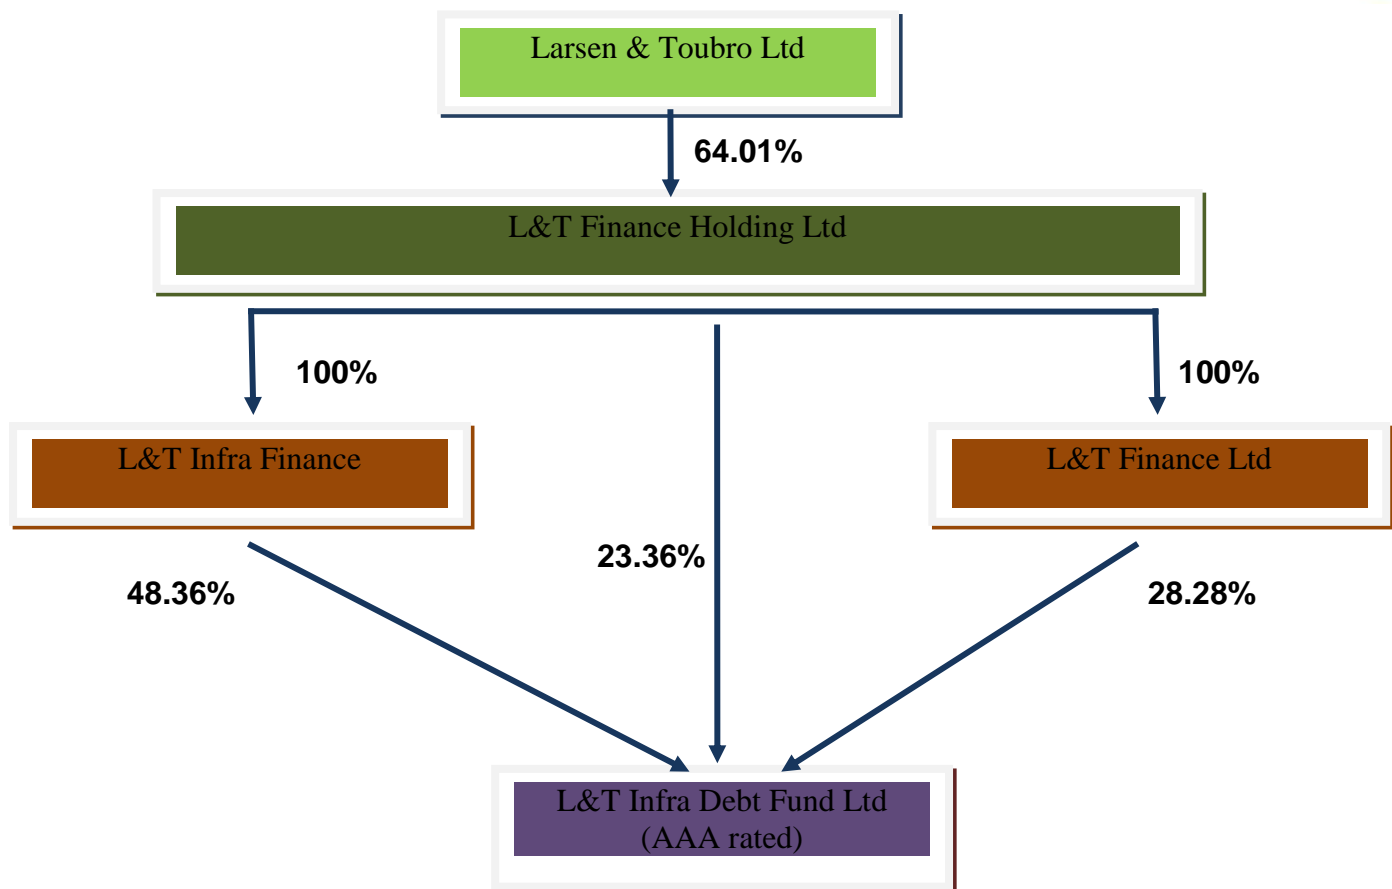 Larsen & Toubro Ltd
64.01%
L&T Finance Holding Ltd
100%
100%
L&T Infra Finance
L&T Finance Ltd
23.36%
48.36%
28.28%
L&T Infra Debt Fund Ltd
(AAA rated)